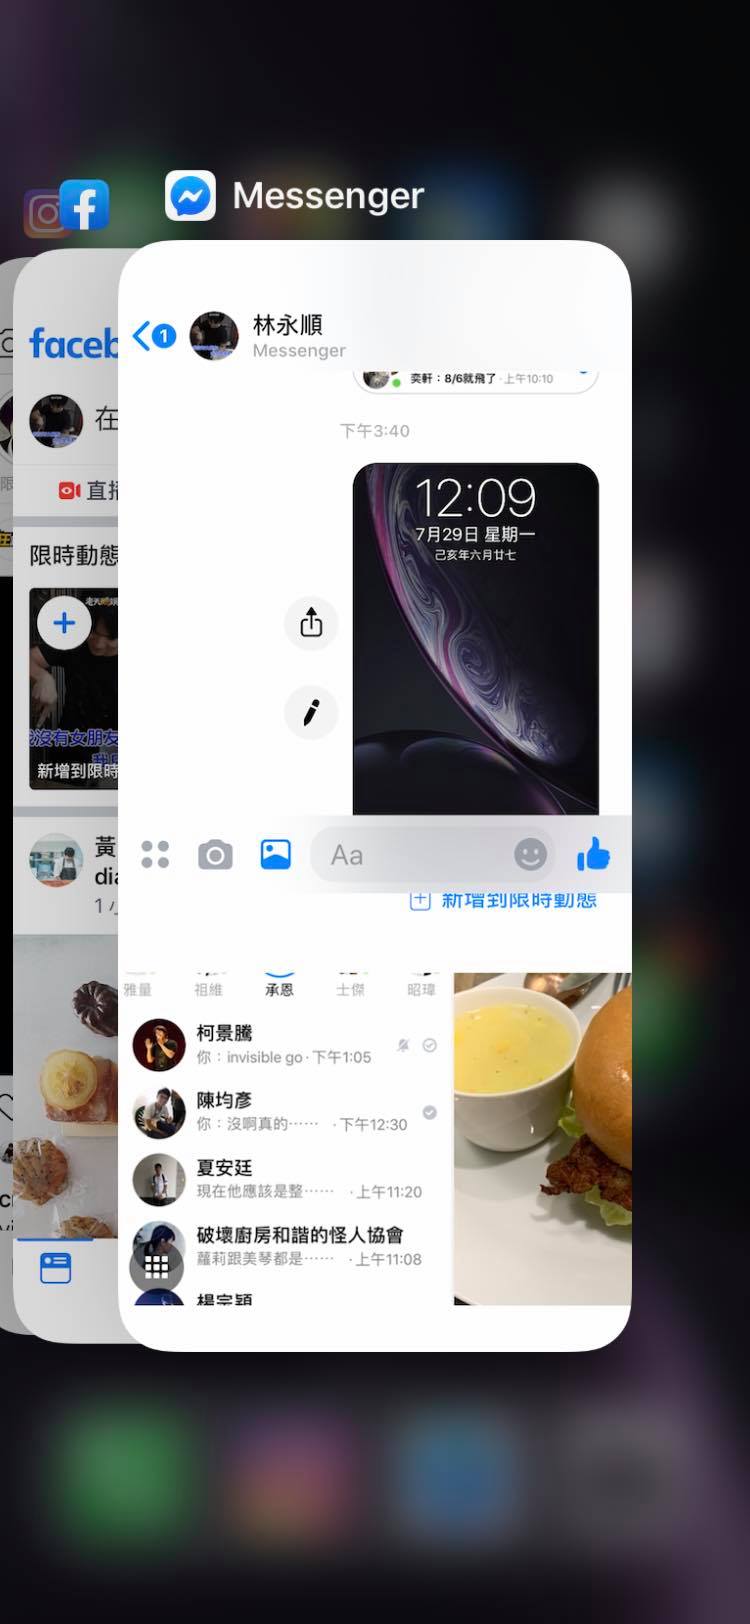 Messenger
faceb
在
直播
限時動態
老天
沒有女朋友
新增到限時
黃
dia
1 小
1
林永順
Messenger
奕軒：8/6就飛了 · 上午10:10
下午3:40
12:09
7月29日 星期一
己亥年六月廿七
Aa
新增到限時動態
雅量
祖維
承恩
士傑
昭瑋
柯景騰
你：invisible go · 下午1:05
陳均彥
你：沒啊真的⋯⋯ · 下午12:30
夏安廷
現在他應該是整⋯⋯ · 上午11:20
破壞廚房和諧的怪人協會
蘿莉跟美琴都是⋯⋯ · 上午11:08
楊宗穎